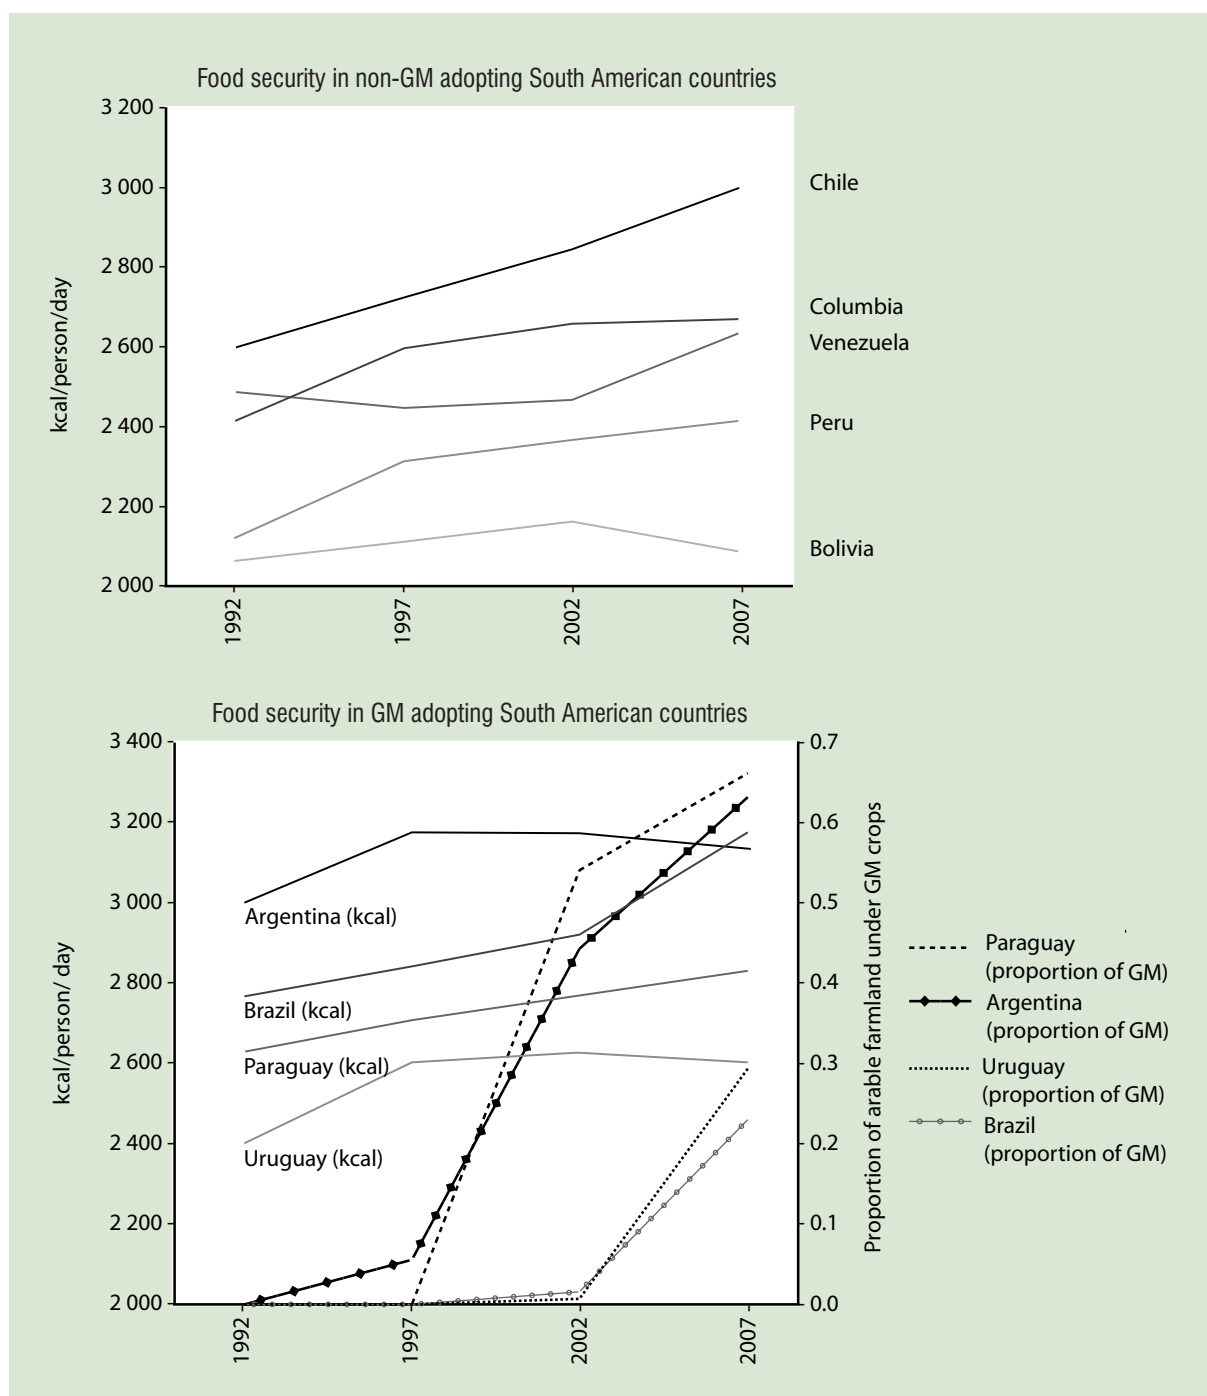 Food security in non-GM adopting South American countries
3 200
3 000
2 800
2 600
2 400
2 200
2 000
kcal/person/day
Chile
Columbia
Venezuela
Peru
Bolivia
1992
1997
2002
2007
Food security in GM adopting South American countries
3 400
3 200
3 000
2 800
2 600
2 400
2 200
2 000
kcal/person/ day
Argentina (kcal)
Brazil (kcal)
Paraguay (kcal)
Uruguay (kcal)
1992
1997
2002
2007
0.7
0.6
0.5
0.4
0.3
0.2
0.1
0.0
Proportion of arable farmland under GM crops
Paraguay
(proportion of GM)
Argentina
(proportion of GM)
Uruguay
(proportion of GM)
Brazil
(proportion of GM)